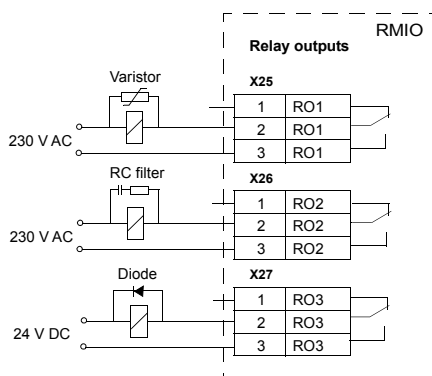 RMIO
Relay outputs
Varistor
X25
1 RO1
2 RO1
3 RO1
230 V AC
RC filter
X26
1 RO2
2 RO2
3 RO2
230 V AC
Diode
X27
1 RO3
2 RO3
3 RO3
24 V DC